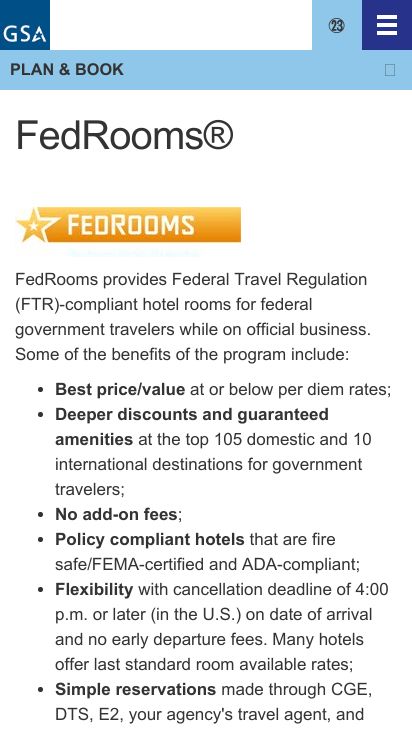 GSA
㉓
PLAN & BOOK
FedRooms®
FEDROOMS
FedRooms provides Federal Travel Regulation
(FTR)-compliant hotel rooms for federal
government travelers while on official business.
Some of the benefits of the program include:
• Best price/value at or below per diem rates;
• Deeper discounts and guaranteed
amenities at the top 105 domestic and 10
international destinations for government
travelers;
• No add-on fees;
• Policy compliant hotels that are fire
safe/FEMA-certified and ADA-compliant;
• Flexibility with cancellation deadline of 4:00
p.m. or later (in the U.S.) on date of arrival
and no early departure fees. Many hotels
offer last standard room available rates;
• Simple reservations made through CGE,
DTS, E2, your agency's travel agent, and